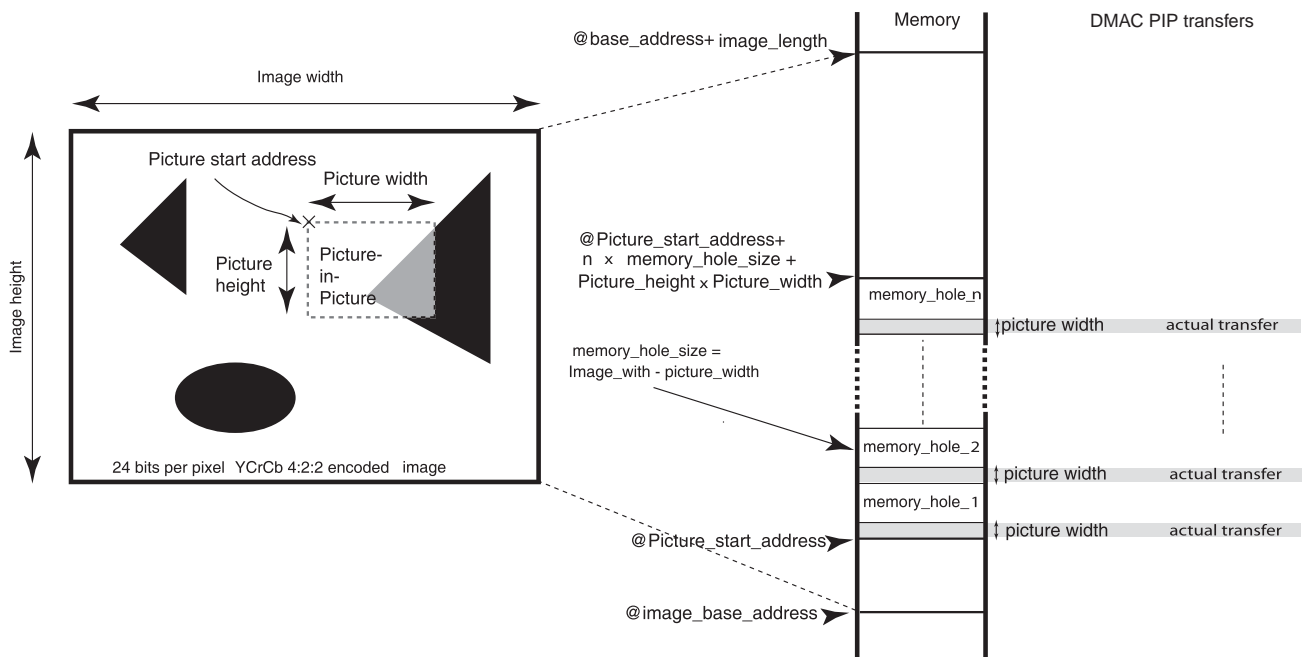 Memory
DMAC PIP transfers
@base_address+ image_length
Image width
Picture start address
Picture width
Picture height
Picture-
in-
Picture
Image height
24 bits per pixel YCrCb 4:2:2 encoded image
@Picture_start_address+
n x memory_hole_size +
Picture_height x Picture_width
memory_hole_n
picture width
actual transfer
memory_hole_size =
Image_with - picture_width
memory_hole_2
picture width
actual transfer
memory_hole_1
picture width
actual transfer
@Picture_start_address
@image_base_address